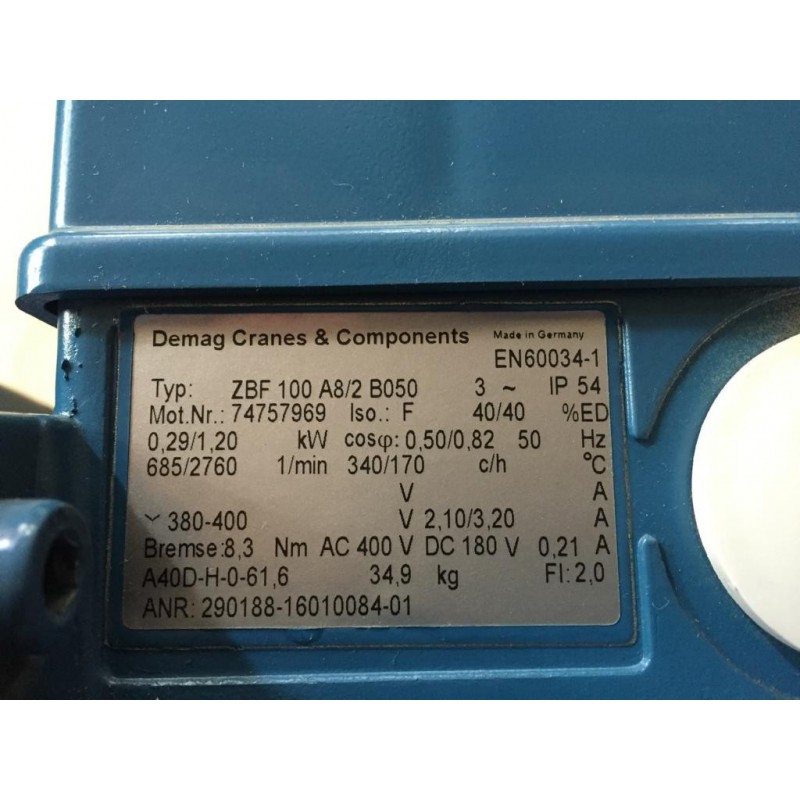 Demag Cranes & Components Made in Germany
EN60034-1
Typ: ZBF 100 A8/2 B050 3 ~ IP 54
Mot.Nr.: 74757969 Iso.: F 40/40 %ED
0,29/1,20 kW cosφ: 0,50/0,82 50 Hz
685/2760 1/min 340/170 c/h °C
V A
380-400 V 2,10/3,20 A
Bremse:8,3 Nm AC 400 V DC 180 V 0,21 A
A40D-H-0-61,6 34,9 kg FI: 2,0
ANR: 290188-16010084-01